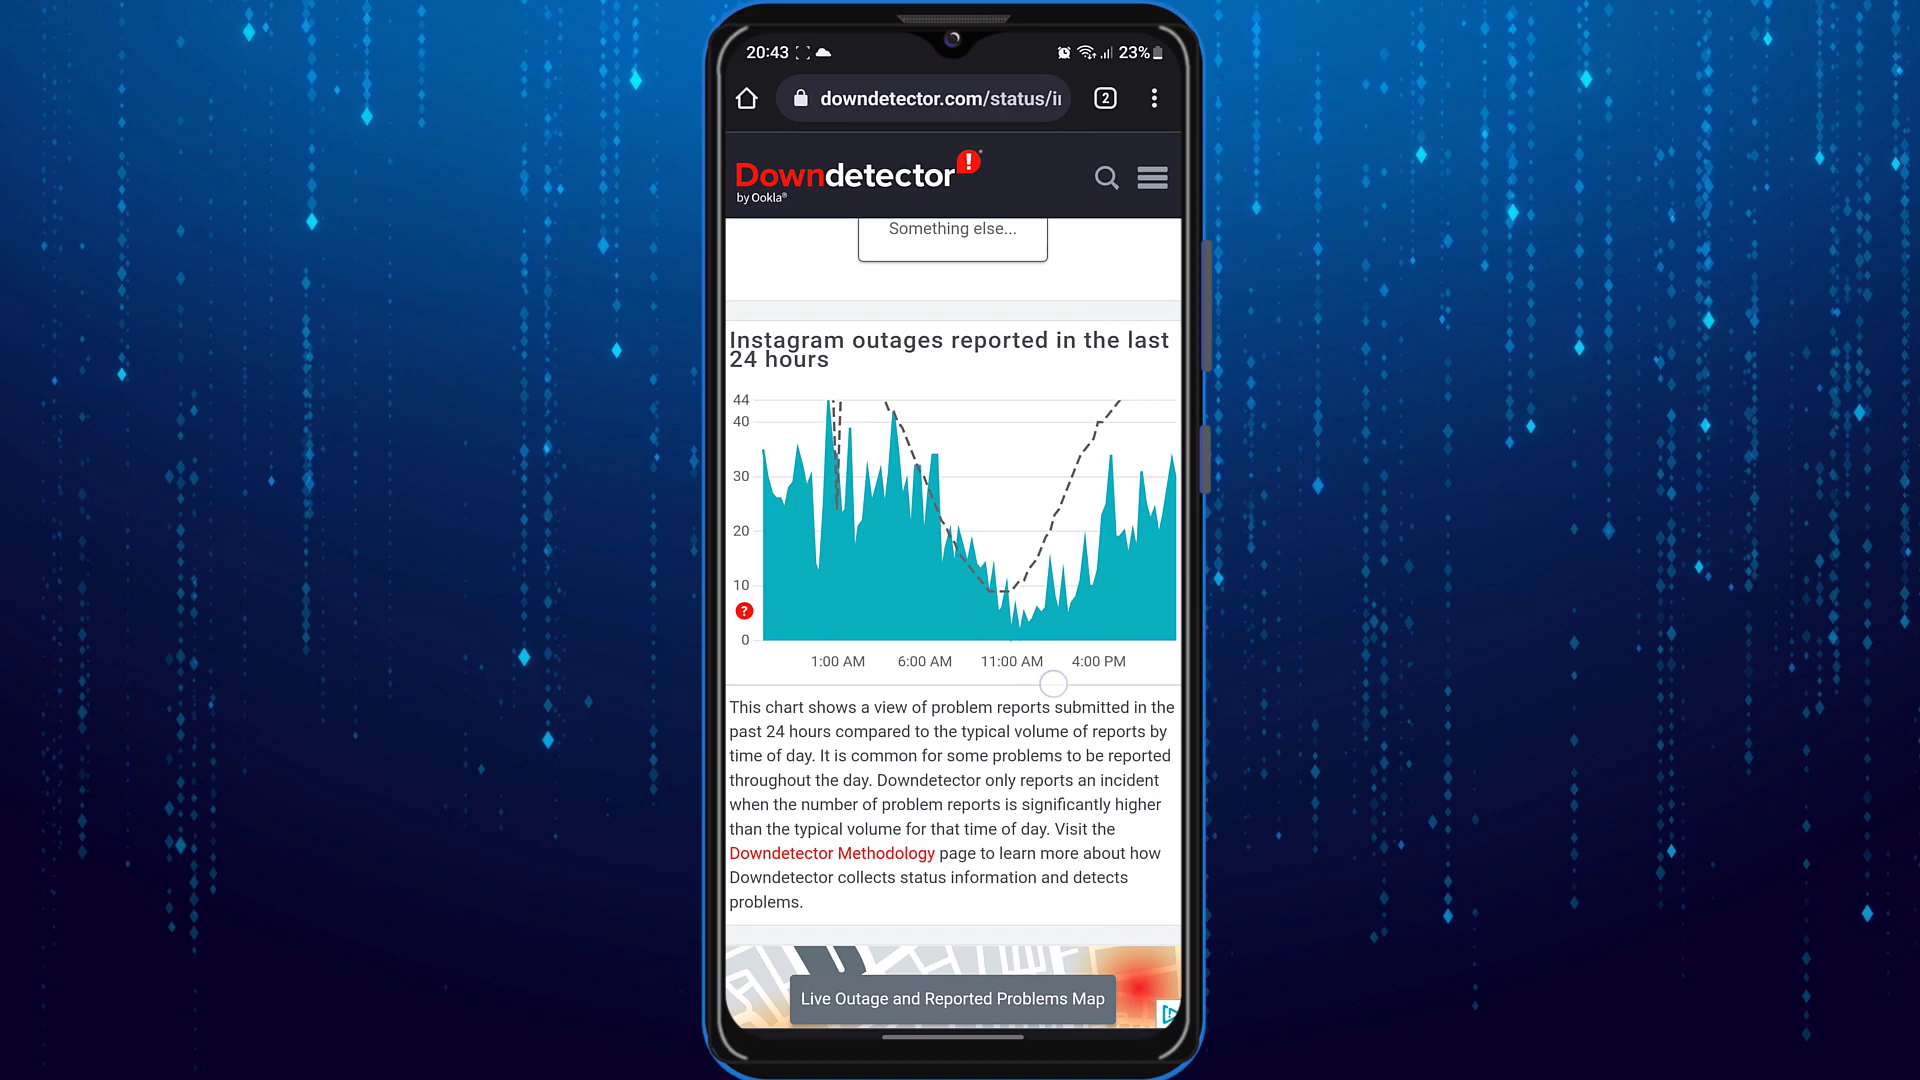 20:43
23%
downdetector.com/status/i
2
Downdetector!
by Ookla®
Something else...
Instagram outages reported in the last
24 hours
44
40
30
20
10
?
0
1:00 AM 6:00 AM 11:00 AM 4:00 PM
This chart shows a view of problem reports submitted in the
past 24 hours compared to the typical volume of reports by
time of day. It is common for some problems to be reported
throughout the day. Downdetector only reports an incident
when the number of problem reports is significantly higher
than the typical volume for that time of day. Visit the
Downdetector Methodology page to learn more about how
Downdetector collects status information and detects
problems.
Live Outage and Reported Problems Map